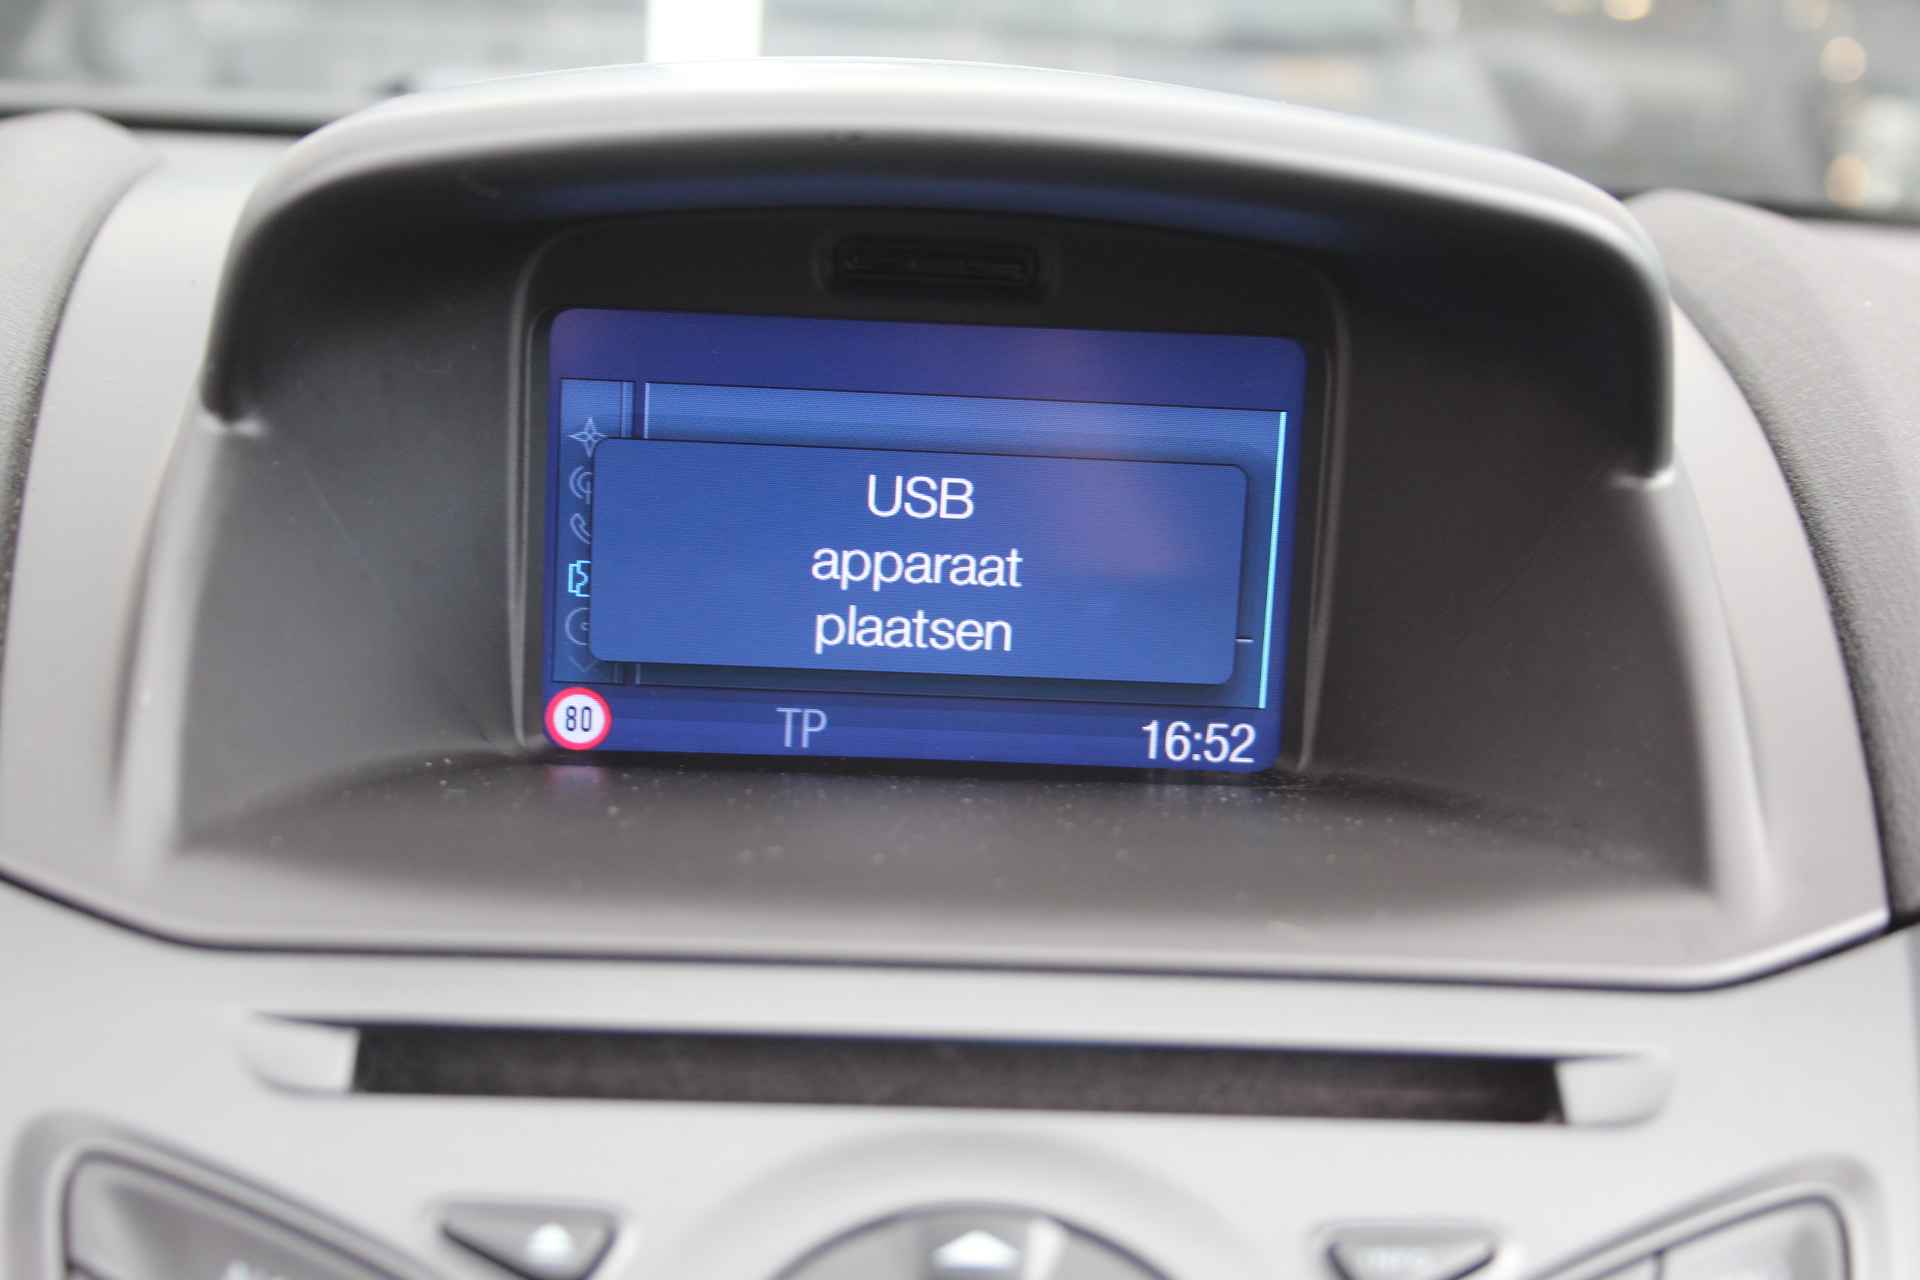 USB
apparaat
plaatsen
80 TP 16:52